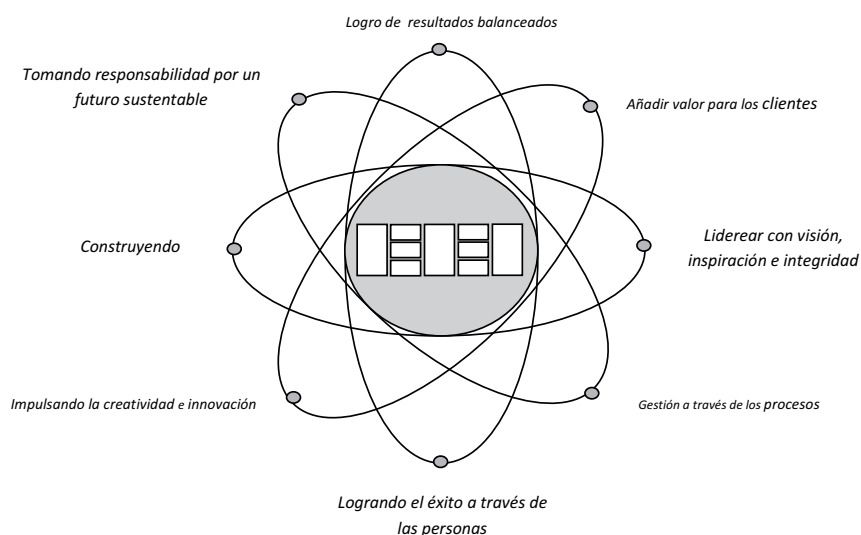 Logro de resultados balanceados
Tomando responsabilidad por un
futuro sustentable
Añadir valor para los clientes
Construyendo
Liderear con visión,
inspiración e integridad
Impulsando la creatividad e innovación
Gestión a través de los procesos
Logrando el éxito a través de
las personas